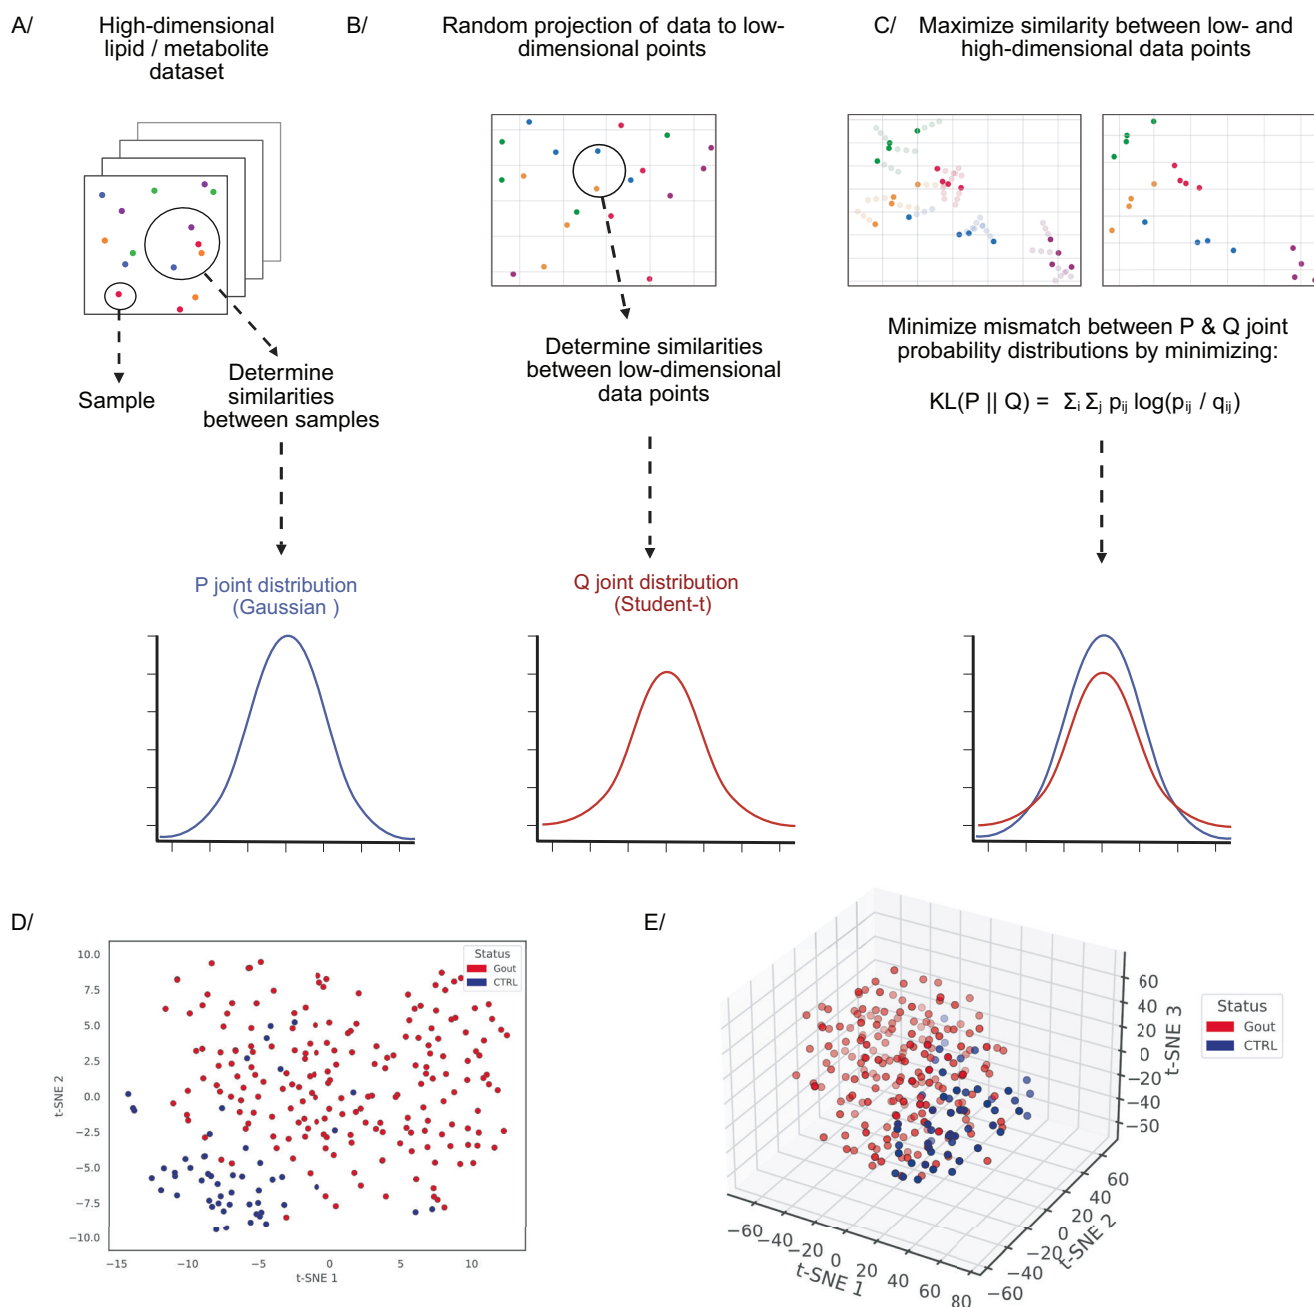 A/
High-dimensional
lipid / metabolite
dataset
Sample
Determine
similarities
between samples
P joint distribution
(Gaussian )
B/
Random projection of data to low-
dimensional points
Determine similarities
between low-dimensional
data points
Q joint distribution
(Student-t)
C/
Maximize similarity between low- and
high-dimensional data points
Minimize mismatch between P & Q joint
probability distributions by minimizing:
KL(P || Q) = Σi Σj pij log(pij / qij)
D/
10.0
7.5
5.0
2.5
0.0
−2.5
−5.0
−7.5
−10.0
t-SNE 2
−15
−10
−5
0
5
10
t-SNE 1
Status
Gout
CTRL
E/
60
40
20
0
−20
−40
−50
t-SNE 3
60
40
20
0
−20
−40
−60
t-SNE 2
−60
−40
−20
0
20
40
60
80
t-SNE 1
Status
Gout
CTRL